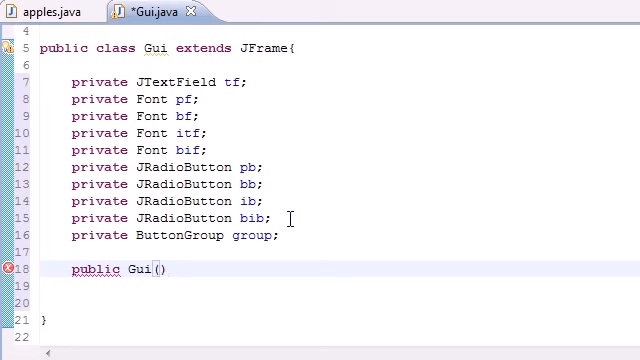 apples.java *Gui.java
4
5 public class Gui extends JFrame{
6
7 private JTextField tf;
8 private Font pf;
9 private Font bf;
10 private Font itf;
11 private Font bif;
12 private JRadioButton pb;
13 private JRadioButton bb;
14 private JRadioButton ib;
15 private JRadioButton bib;
16 private ButtonGroup group;
17
18 public Gui()
19
20
21 }
22